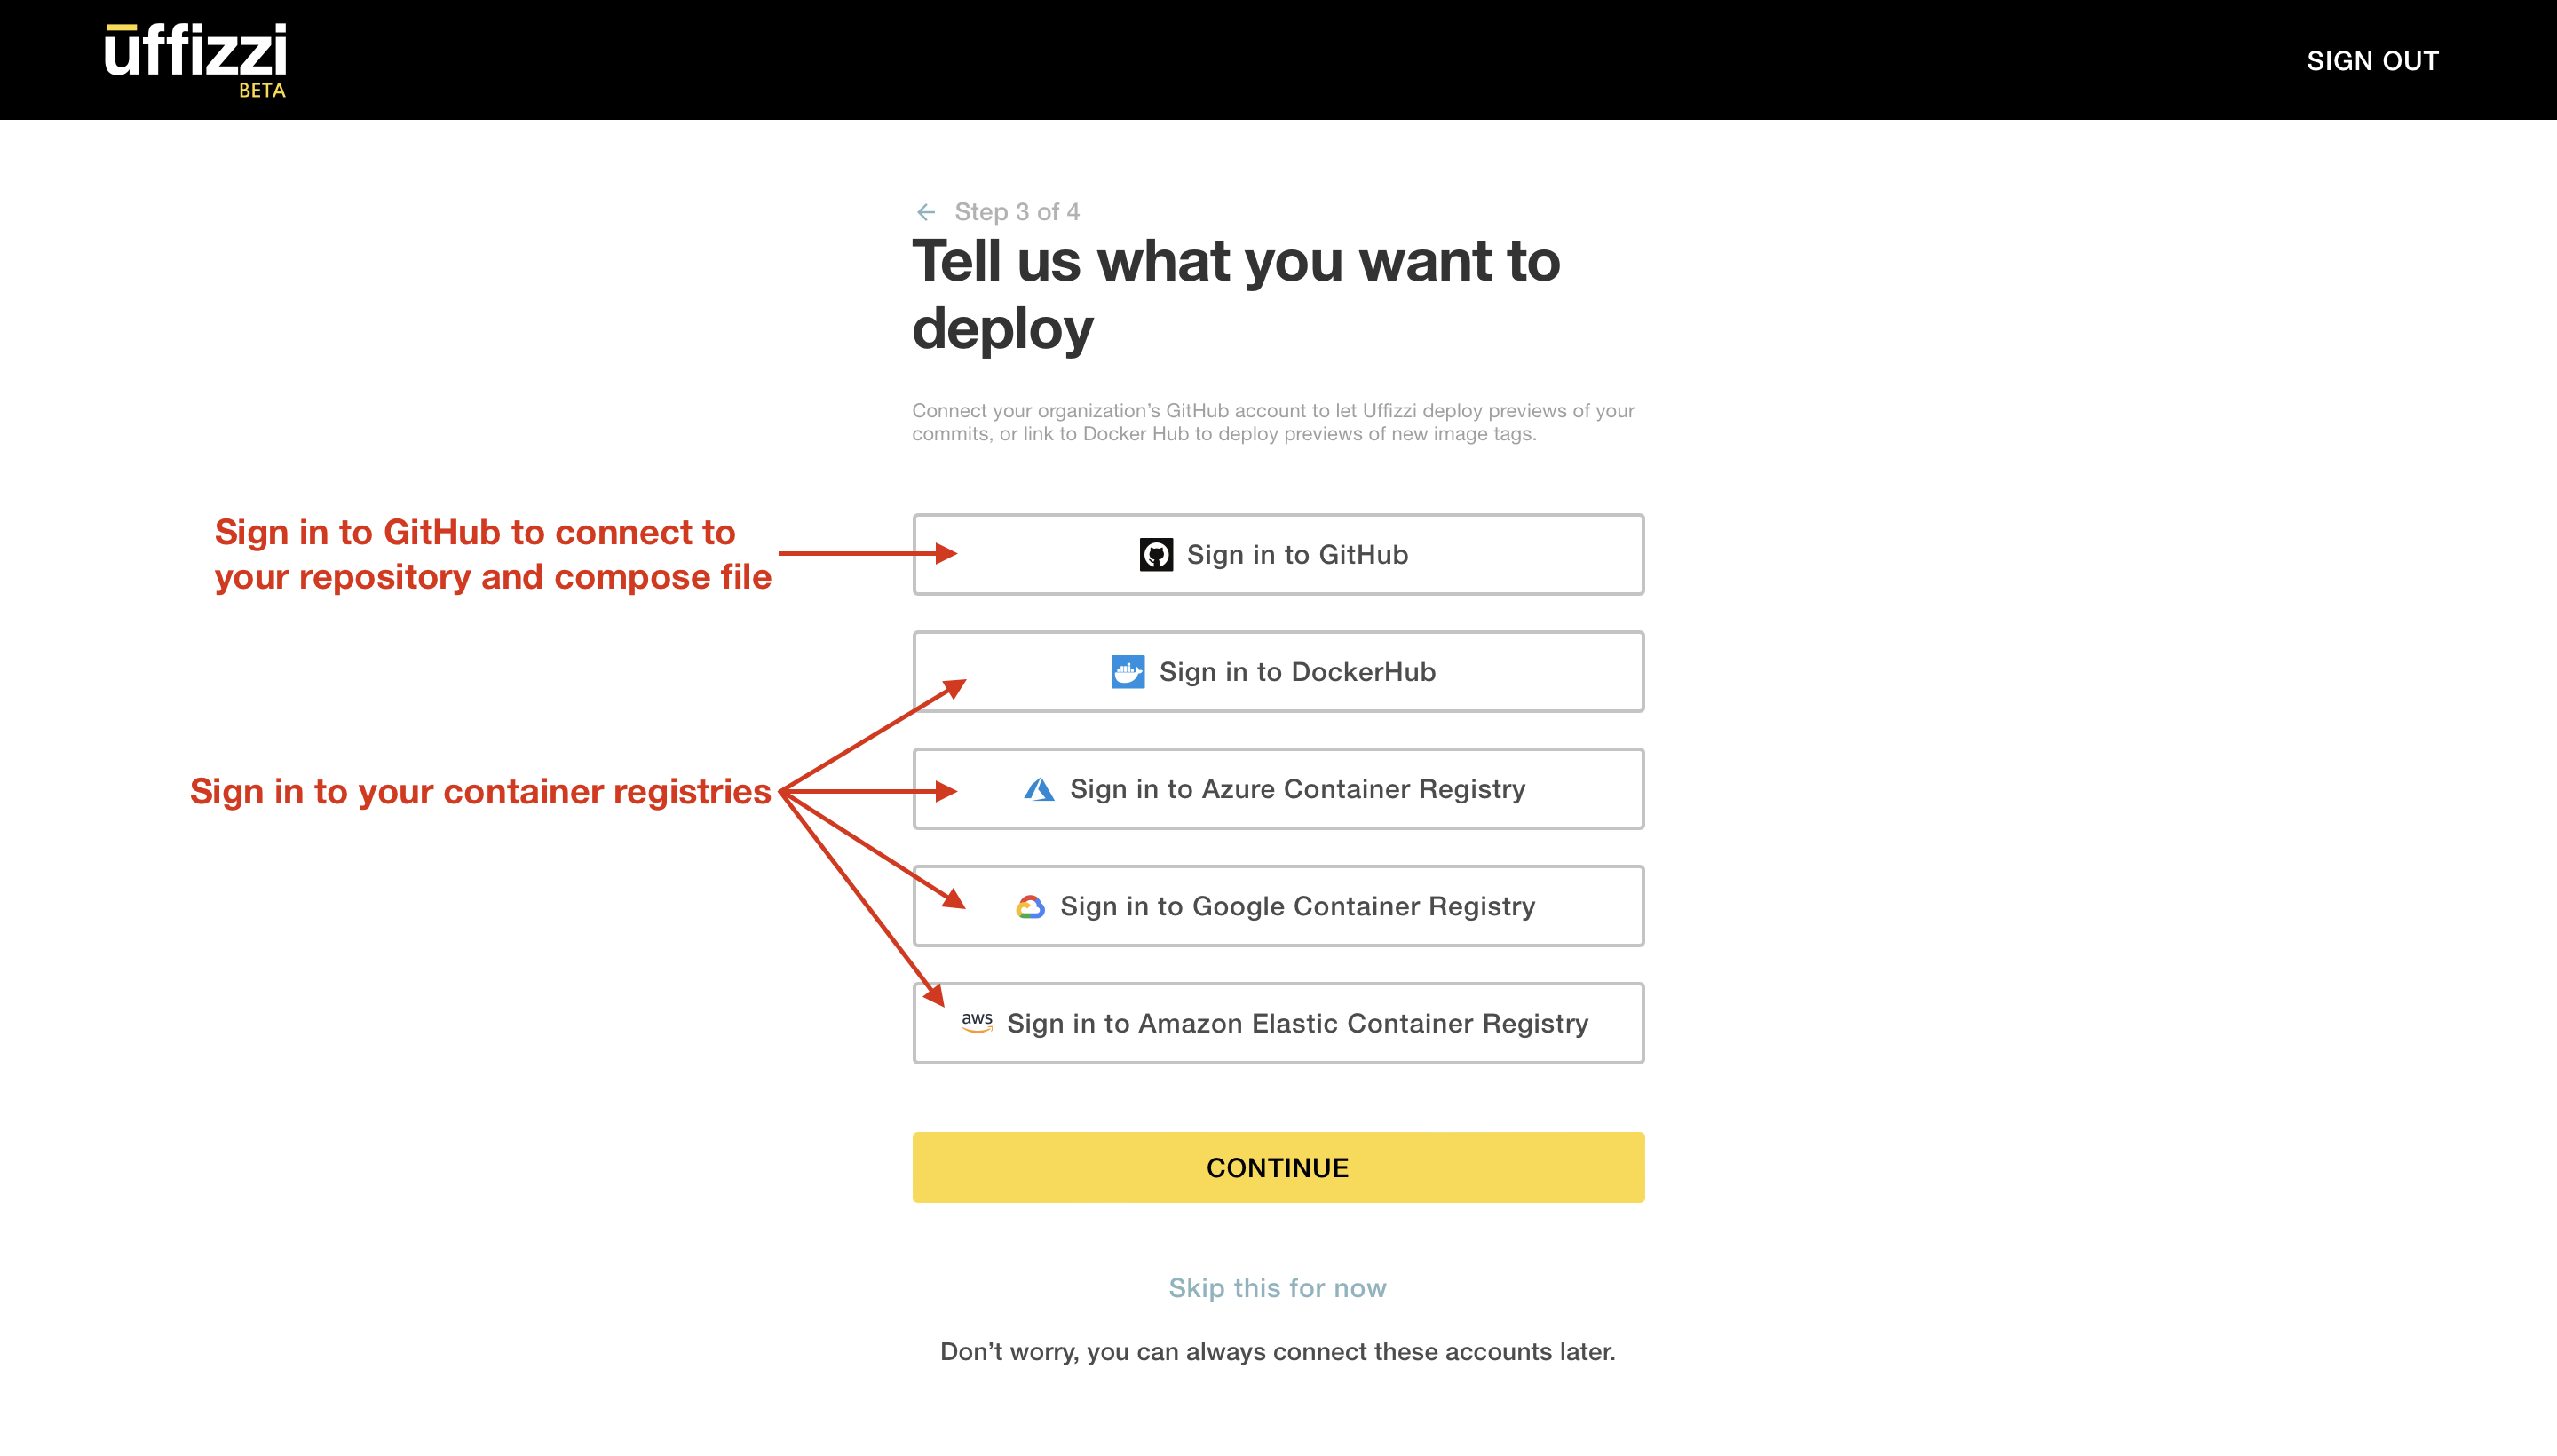 uffizzi
BETA
SIGN OUT
Step 3 of 4
Tell us what you want to
deploy
Connect your organization’s GitHub account to let Uffizzi deploy previews of your
commits, or link to Docker Hub to deploy previews of new image tags.
Sign in to GitHub to connect to
your repository and compose file
Sign in to GitHub
Sign in to DockerHub
Sign in to your container registries
Sign in to Azure Container Registry
Sign in to Google Container Registry
aws Sign in to Amazon Elastic Container Registry
CONTINUE
Skip this for now
Don’t worry, you can always connect these accounts later.